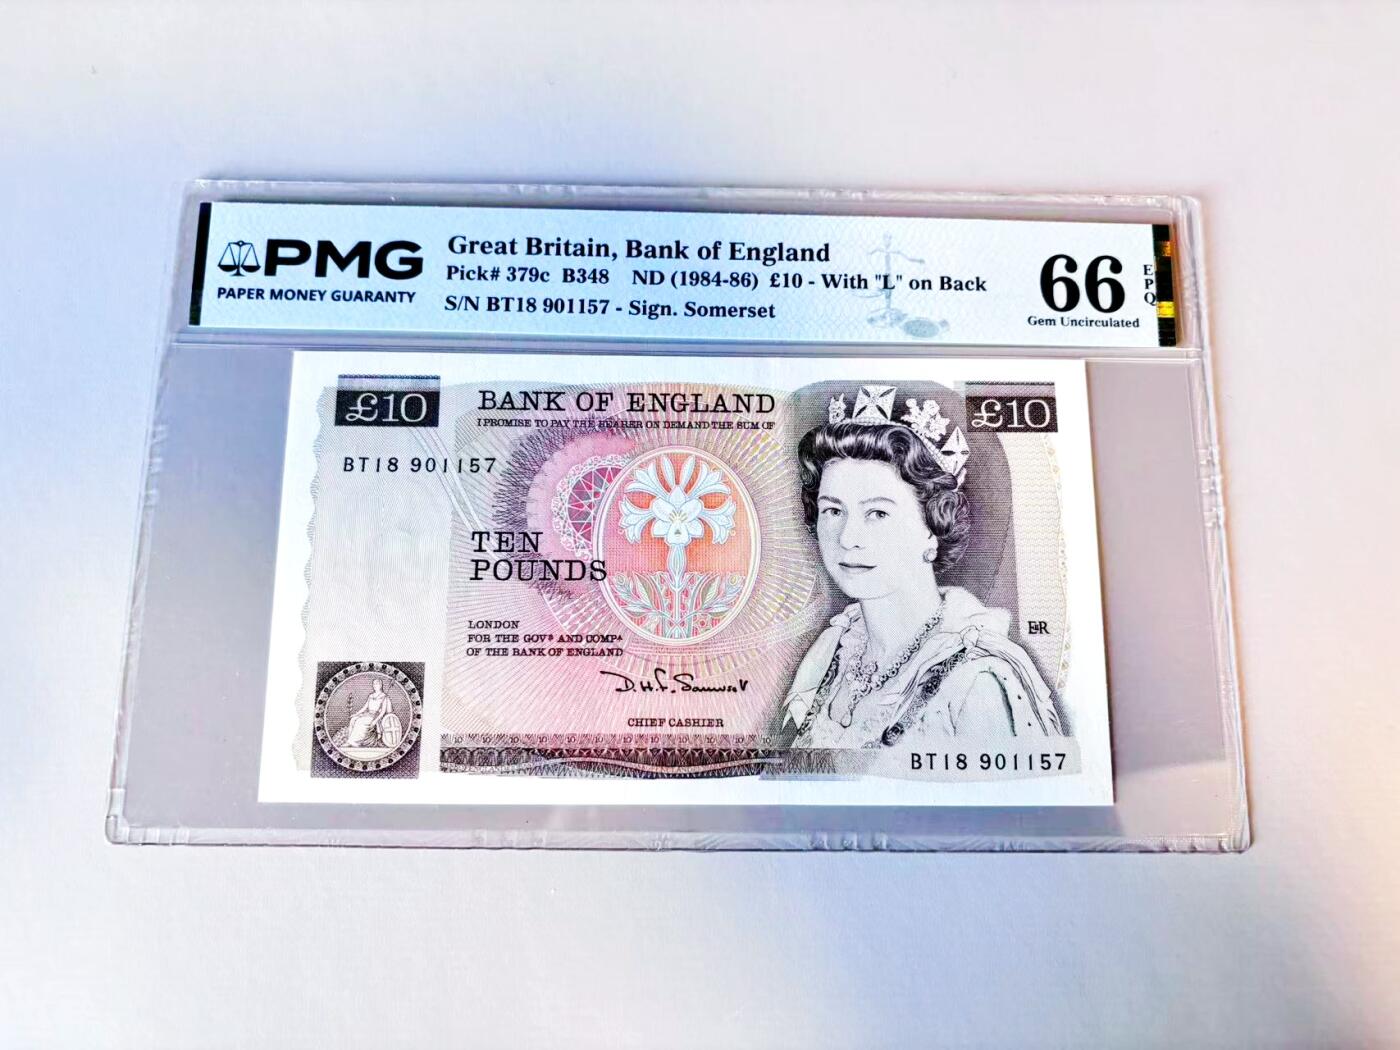 PMG
PAPER MONEY GUARANTY
Great Britain, Bank of England
Pick# 379c B348 ND (1984-86) £10 - With "L" on Back
S/N BT18 901157 - Sign. Somerset
66
Gem Uncirculated
EPQ
£10
BANK OF ENGLAND
£10
I PROMISE TO PAY THE BEARER ON DEMAND THE SUM OF
BT18 901157
TEN
POUNDS
LONDON
FOR THE GOVR AND COMPA
OF THE BANK OF ENGLAND
EIIR
D.H.F. Somerset
CHIEF CASHIER
BT18 901157